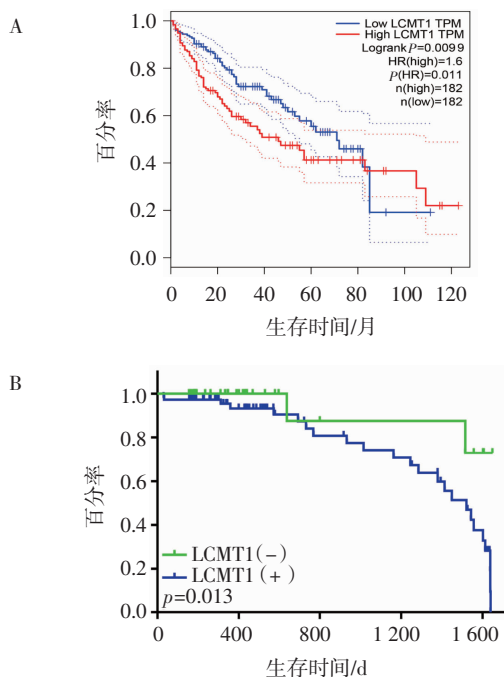 A
Low LCMT1 TPM
High LCMT1 TPM
Logrank P=0.0099
HR(high)=1.6
p(HR)=0.011
n(high)=182
n(low)=182
百分率
1.0
0.8
0.6
0.4
0.2
0.0
0 20 40 60 80 100 120
生存时间/月
B
百分率
1.0
0.8
0.6
0.4
0.2
0.0
LCMT1(-)
LCMT1(+)
p=0.013
0 400 800 1 200 1 600
生存时间/d